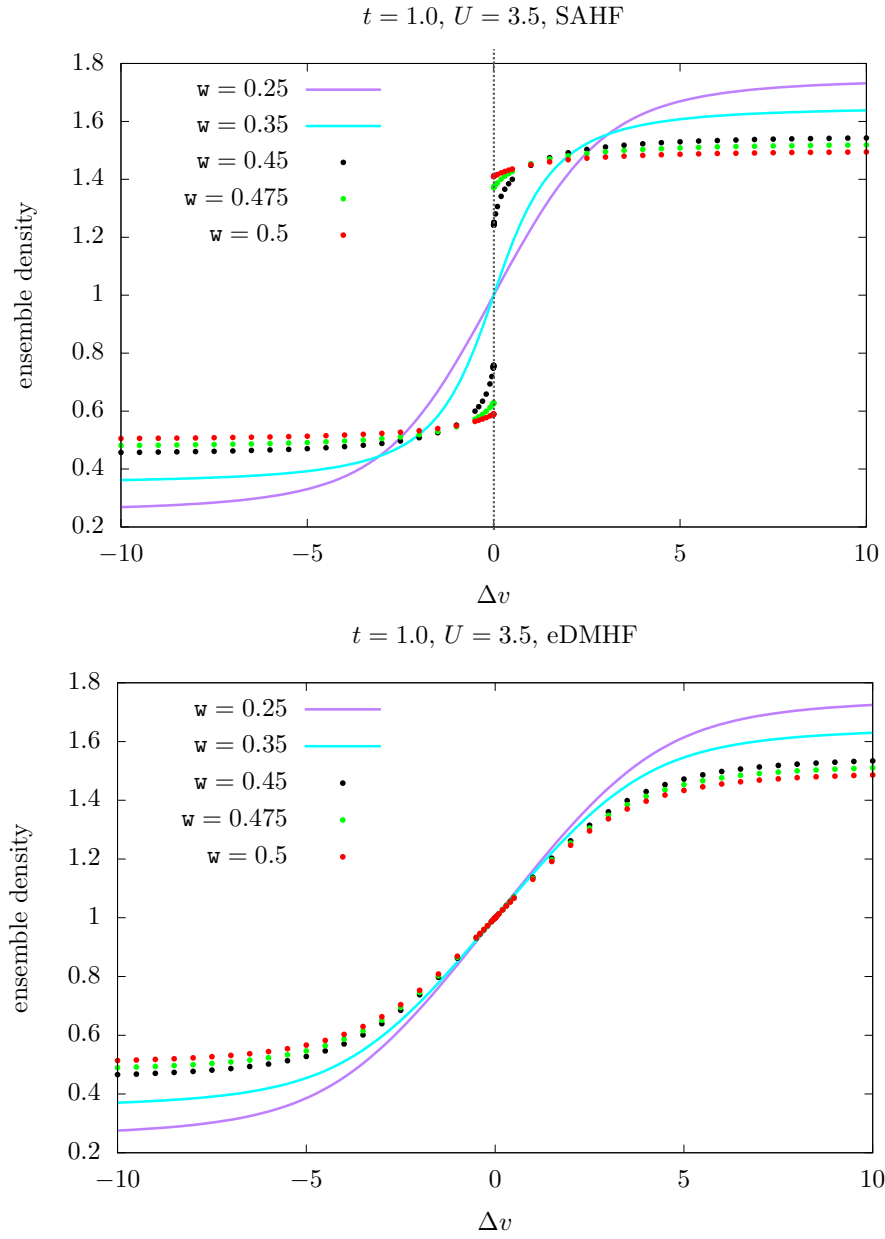 t = 1.0, U = 3.5, SAHF
1.8
1.6
1.4
1.2
1
0.8
0.6
0.4
0.2
ensemble density
w = 0.25
w = 0.35
w = 0.45
w = 0.475
w = 0.5
−10
−5
0
5
10
Δv
t = 1.0, U = 3.5, eDMHF
1.8
1.6
1.4
1.2
1
0.8
0.6
0.4
0.2
ensemble density
w = 0.25
w = 0.35
w = 0.45
w = 0.475
w = 0.5
−10
−5
0
5
10
Δv